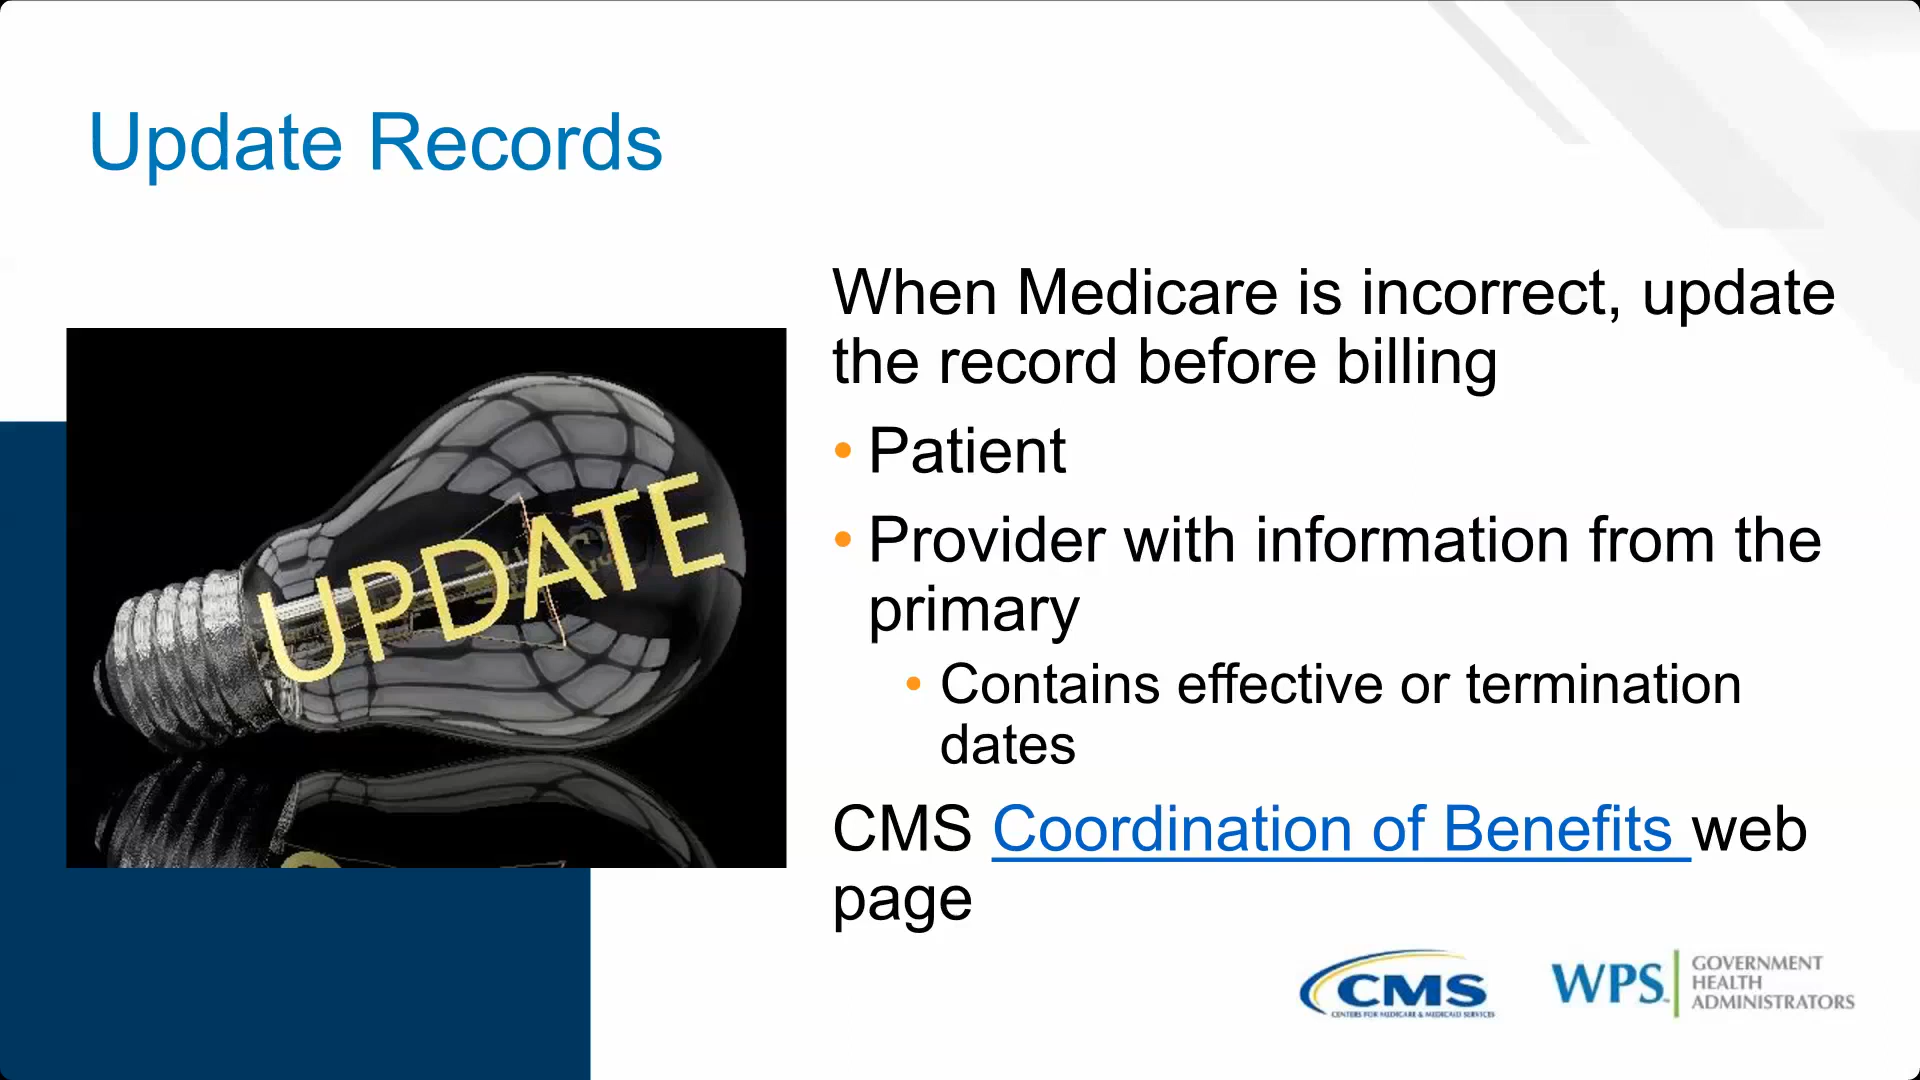 Update Records
UPDATE
When Medicare is incorrect, update
the record before billing
• Patient
• Provider with information from the
primary
• Contains effective or termination
dates
CMS Coordination of Benefits web
page
CMS
CENTERS FOR MEDICARE & MEDICAID SERVICES
WPS
GOVERNMENT
HEALTH
ADMINISTRATORS